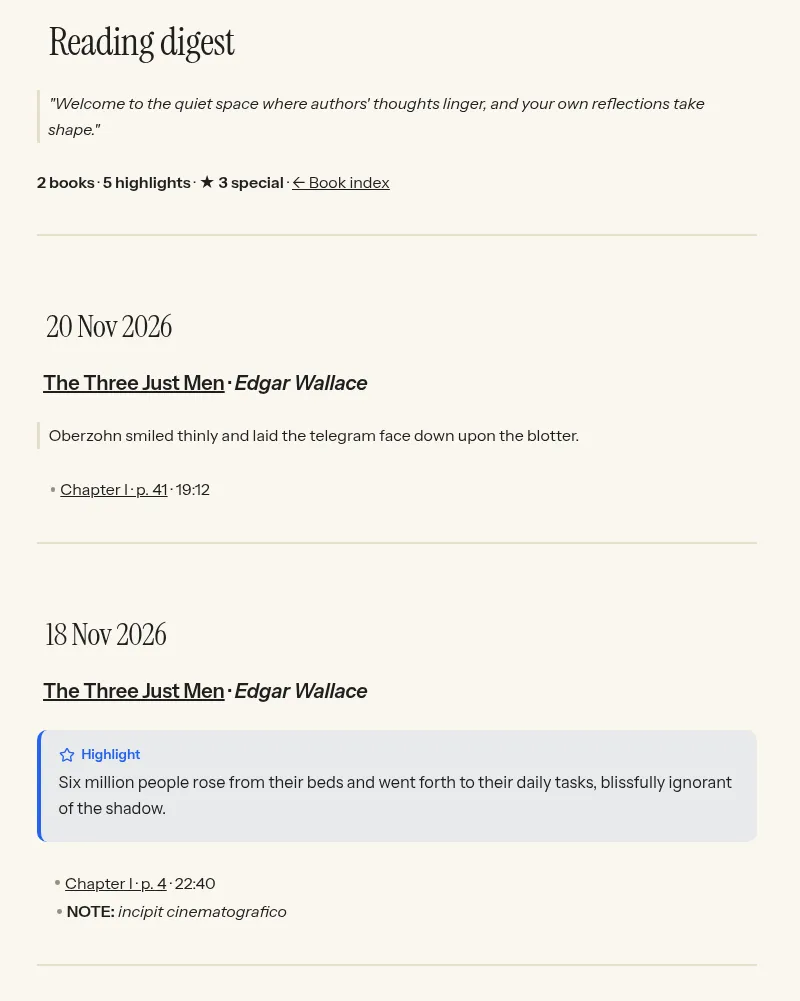 Reading digest
"Welcome to the quiet space where authors' thoughts linger, and your own reflections take
shape."
2 books · 5 highlights · ★ 3 special · ← Book index
20 Nov 2026
The Three Just Men · Edgar Wallace
Oberzohn smiled thinly and laid the telegram face down upon the blotter.
• Chapter I · p. 41 · 19:12
18 Nov 2026
The Three Just Men · Edgar Wallace
Highlight
Six million people rose from their beds and went forth to their daily tasks, blissfully ignorant
of the shadow.
• Chapter I · p. 4 · 22:40
• NOTE: incipit cinematografico